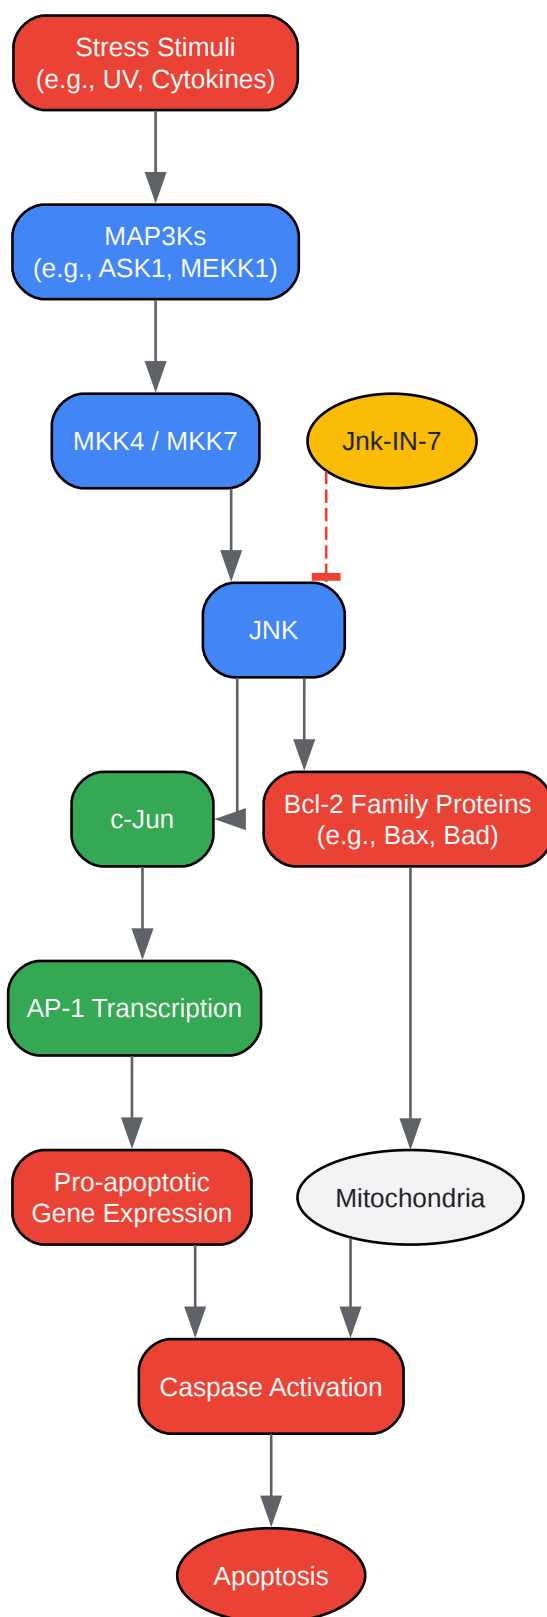 Stress Stimuli
(e.g., UV, Cytokines)
MAP3Ks
(e.g., ASK1, MEKK1)
MKK4 / MKK7
Jnk-IN-7
JNK
c-Jun
Bcl-2 Family Proteins
(e.g., Bax, Bad)
AP-1 Transcription
Pro-apoptotic
Gene Expression
Mitochondria
Caspase Activation
Apoptosis